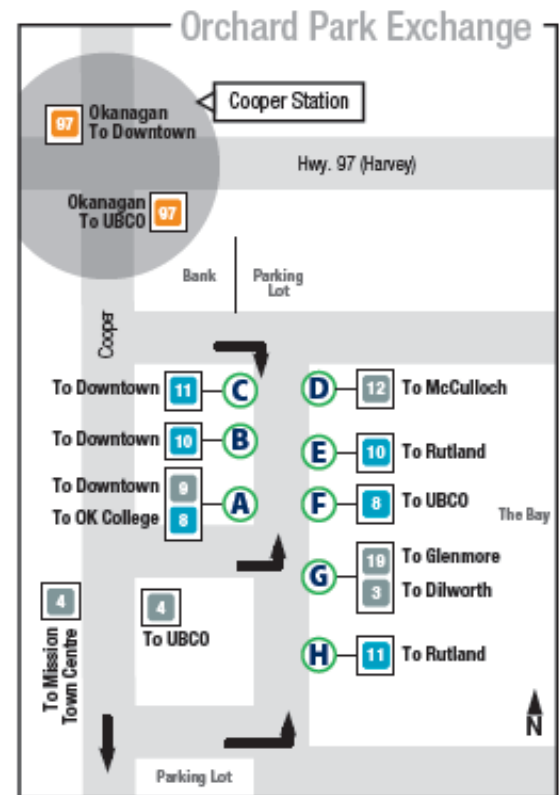 Orchard Park Exchange
Cooper Station
97
Okanagan
To Downtown
Hwy. 97 (Harvey)
Okanagan
To UBCO
97
Bank
Parking
Lot
Cooper
To Downtown 11 C
D 12 To McCulloch
To Downtown 10 B
E 10 To Rutland
To Downtown 9
To OK College 8
A
F 8 To UBCO
The Bay
G
19 To Glenmore
3 To Dilworth
4
To Mission
Town Centre
4
To UBCO
H 11 To Rutland
N
Parking Lot